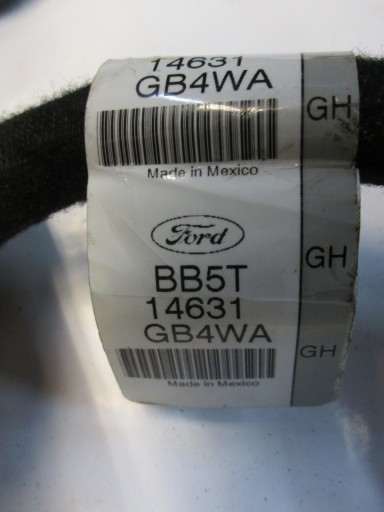 14631
GB4WA
GH
Made in Mexico
Ford
BB5T
GH
14631
GB4WA
GH
Made in Mexico